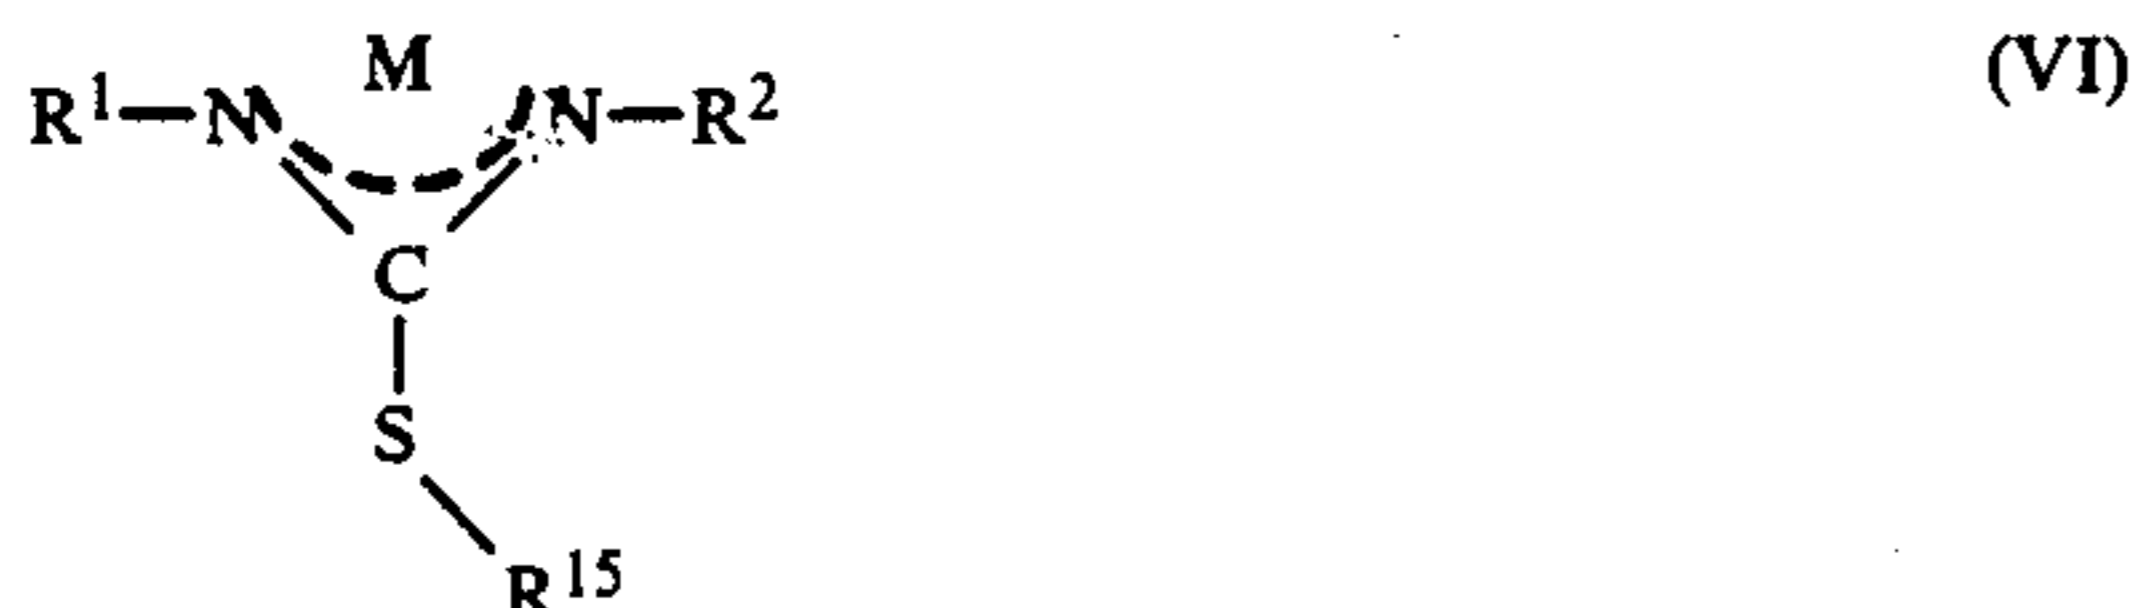 M (VI)
R¹—N N—R²
C
S
R¹⁵